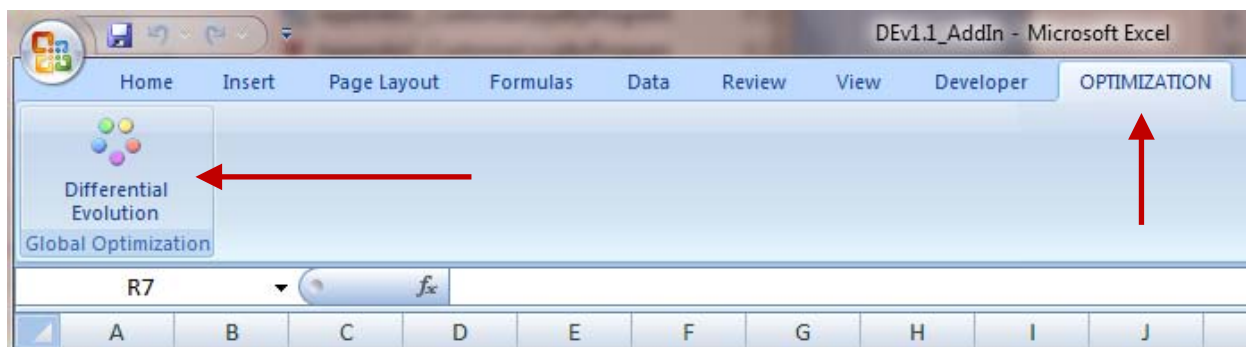 DEv1.1_AddIn - Microsoft Excel
Home Insert Page Layout Formulas Data Review View Developer OPTIMIZATION
Differential
Evolution
Global Optimization
R7 fx
A B C D E F G H I J